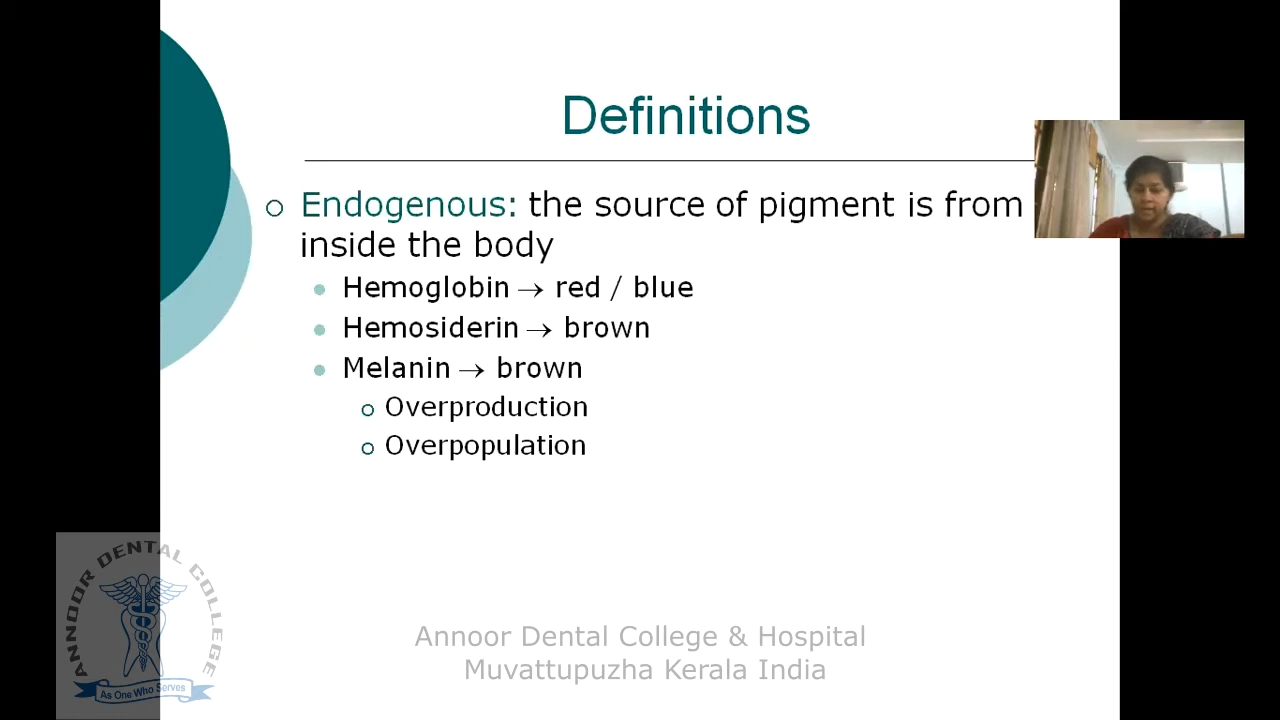 Definitions
Endogenous: the source of pigment is from
inside the body
Hemoglobin → red / blue
Hemosiderin → brown
Melanin → brown
Overproduction
Overpopulation
ANNOOR DENTAL COLLEGE
As One Who Serves
Annoor Dental College & Hospital
Muvattupuzha Kerala India